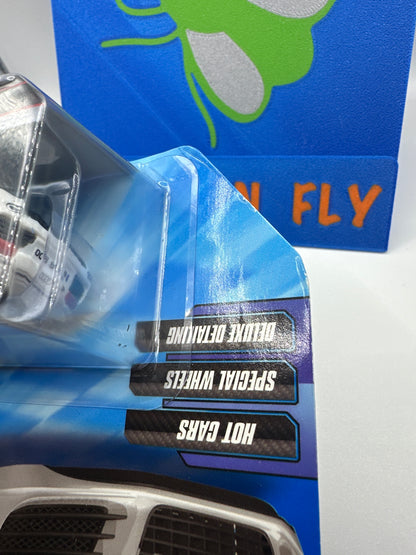 FLY
HOT CARS
SPECIAL WHEELS
DELUXE DETAILING